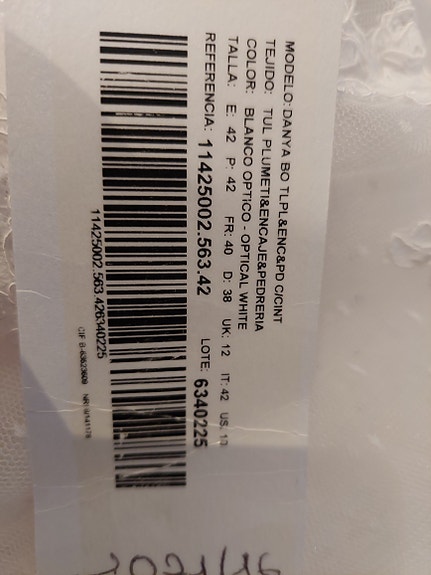 MODELO: DANYA BO TLPL&ENC&PD C/CINT
TEJIDO: TUL PLUMETI&ENCAJE&PEDRERIA
COLOR: BLANCO OPTICO - OPTICAL WHITE
TALLA: E: 42 P: 42 FR: 40 D: 38 UK: 12 IT: 42 US: 10
REFERENCIA: 11425002.563.42 LOTE: 6340225
11425002.563.426340225